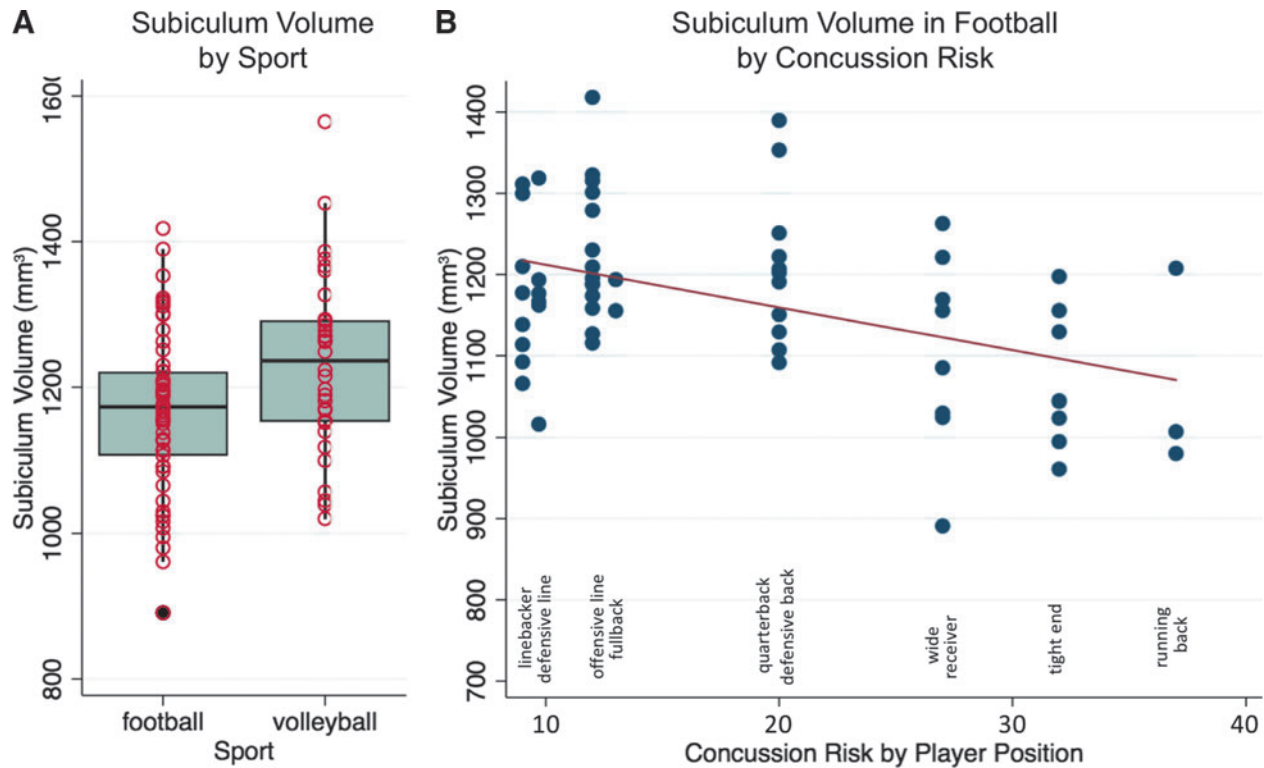 A
Subiculum Volume
by Sport
Subiculum Volume (mm³)
1600
1400
1200
1000
800
football
volleyball
Sport
B
Subiculum Volume in Football
by Concussion Risk
Subiculum Volume (mm³)
1400
1300
1200
1100
1000
900
800
700
linebacker
defensive line
offensive line
fullback
quarterback
defensive back
wide
receiver
tight end
running
back
10
20
30
40
Concussion Risk by Player Position